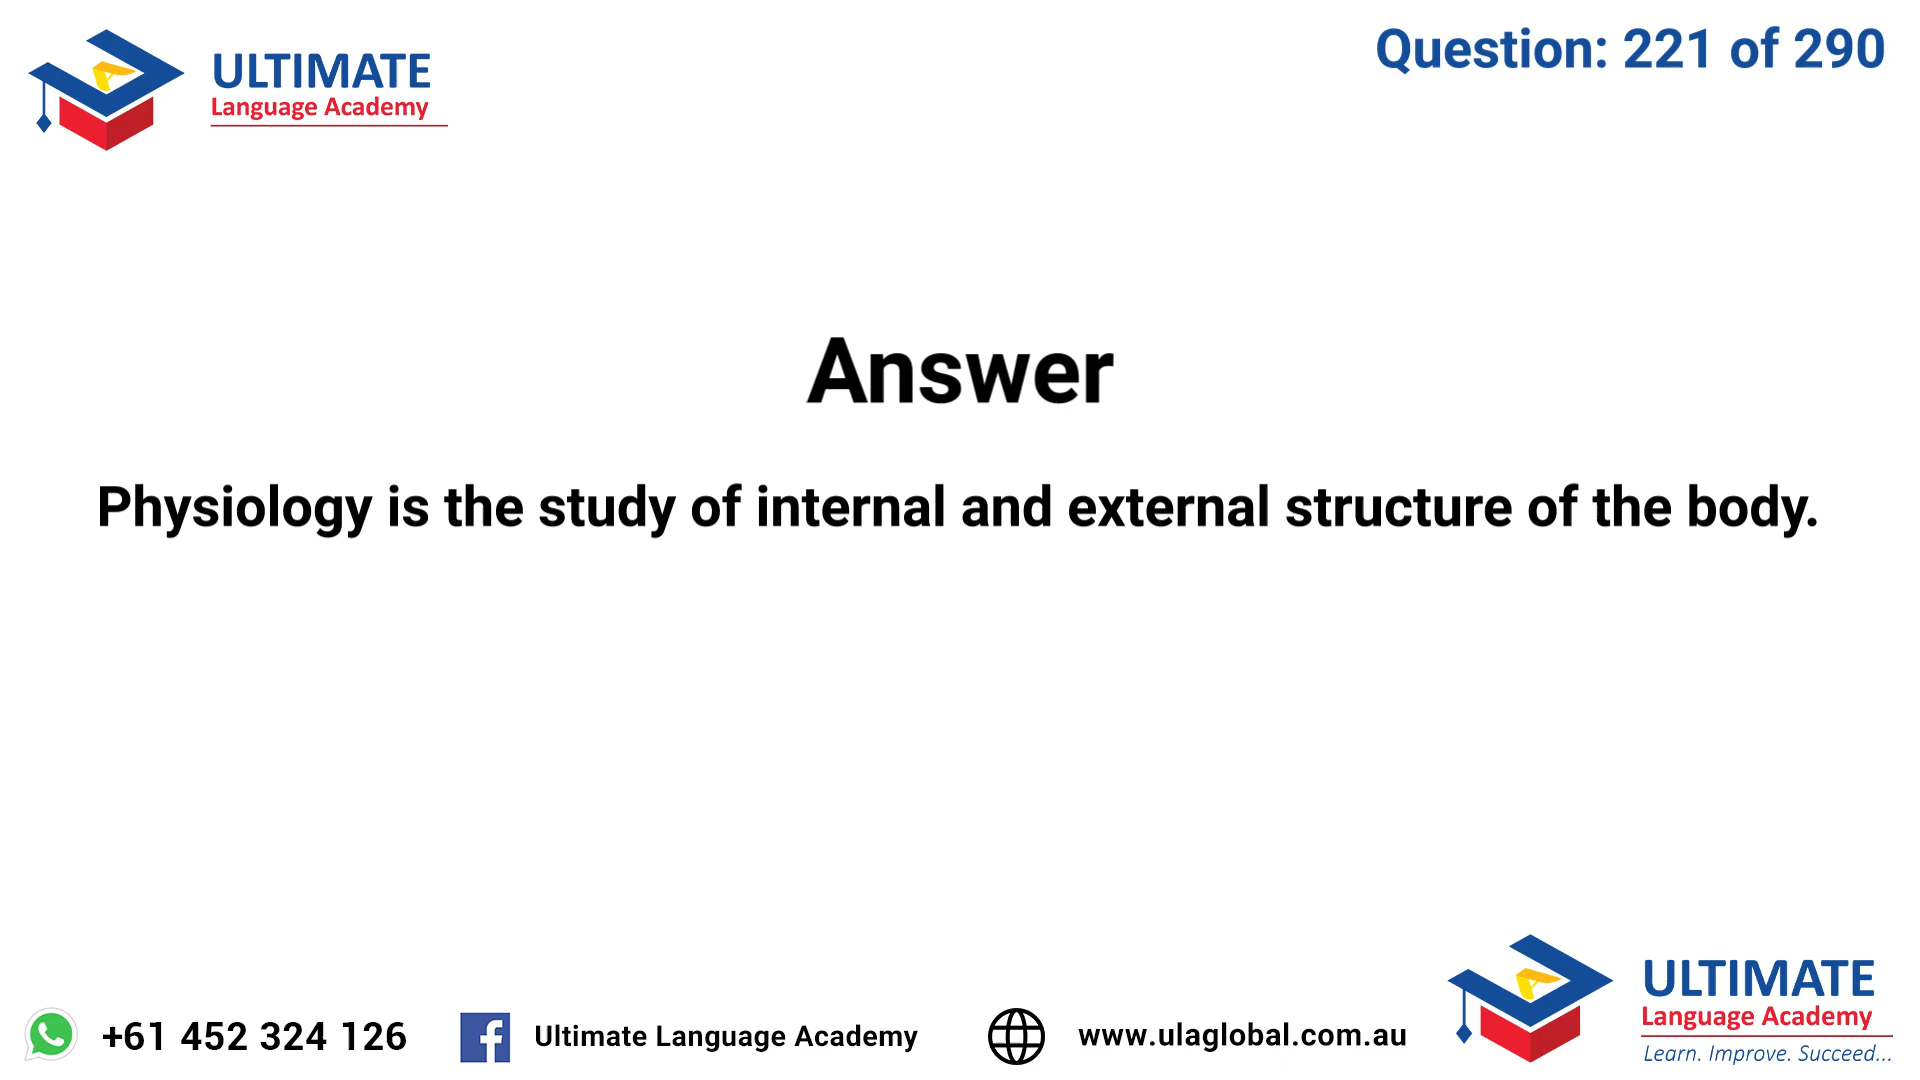 ULTIMATE
Language Academy
Question: 221 of 290
Answer
Physiology is the study of internal and external structure of the body.
+61 452 324 126
Ultimate Language Academy
www.ulaglobal.com.au
ULTIMATE
Language Academy
Learn. Improve. Succeed...